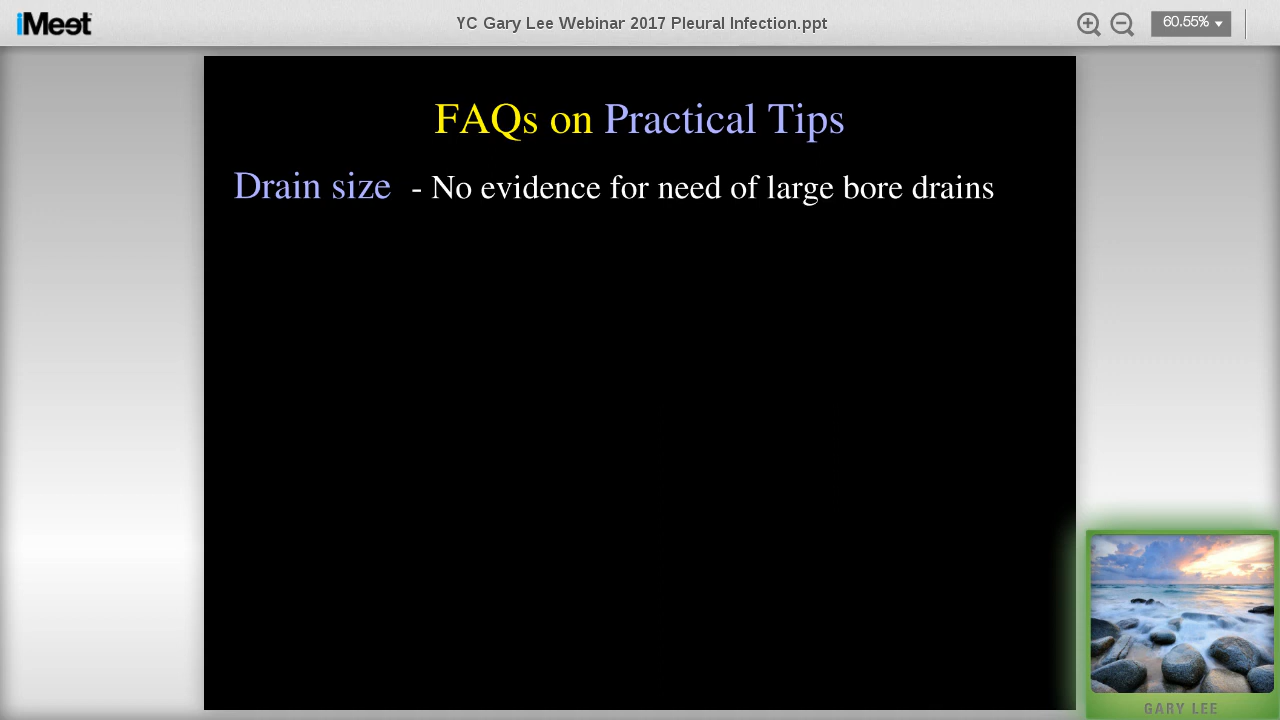 iMeet
YC Gary Lee Webinar 2017 Pleural Infection.ppt
60.55%
FAQs on Practical Tips
Drain size - No evidence for need of large bore drains
GARY LEE